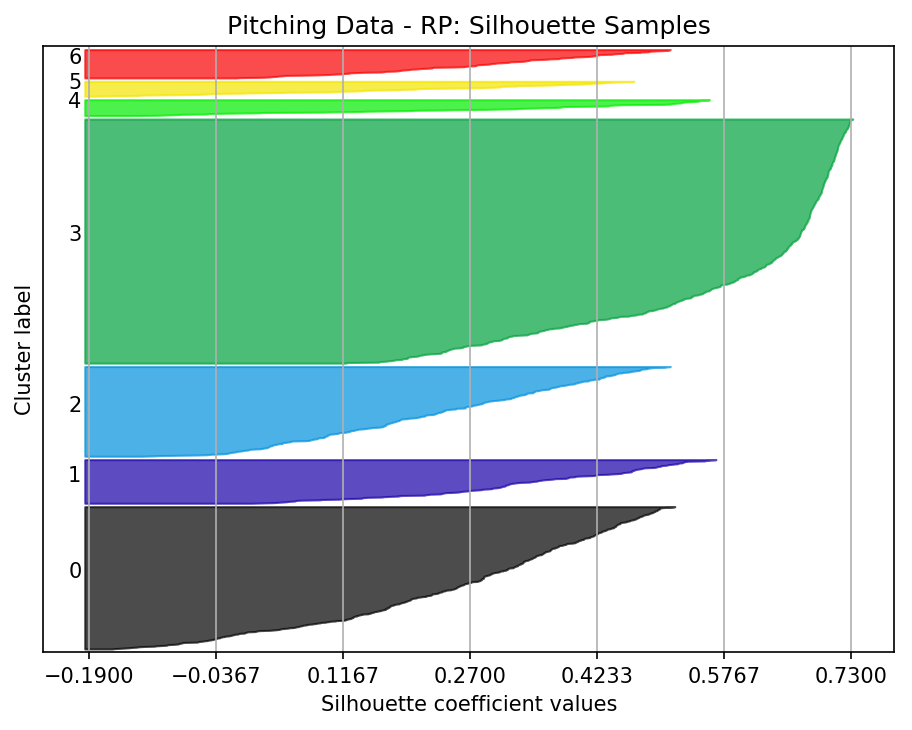 Pitching Data - RP: Silhouette Samples
6
5
4
3
2
1
0
Cluster label
−0.1900 −0.0367 0.1167 0.2700 0.4233 0.5767 0.7300
Silhouette coefficient values